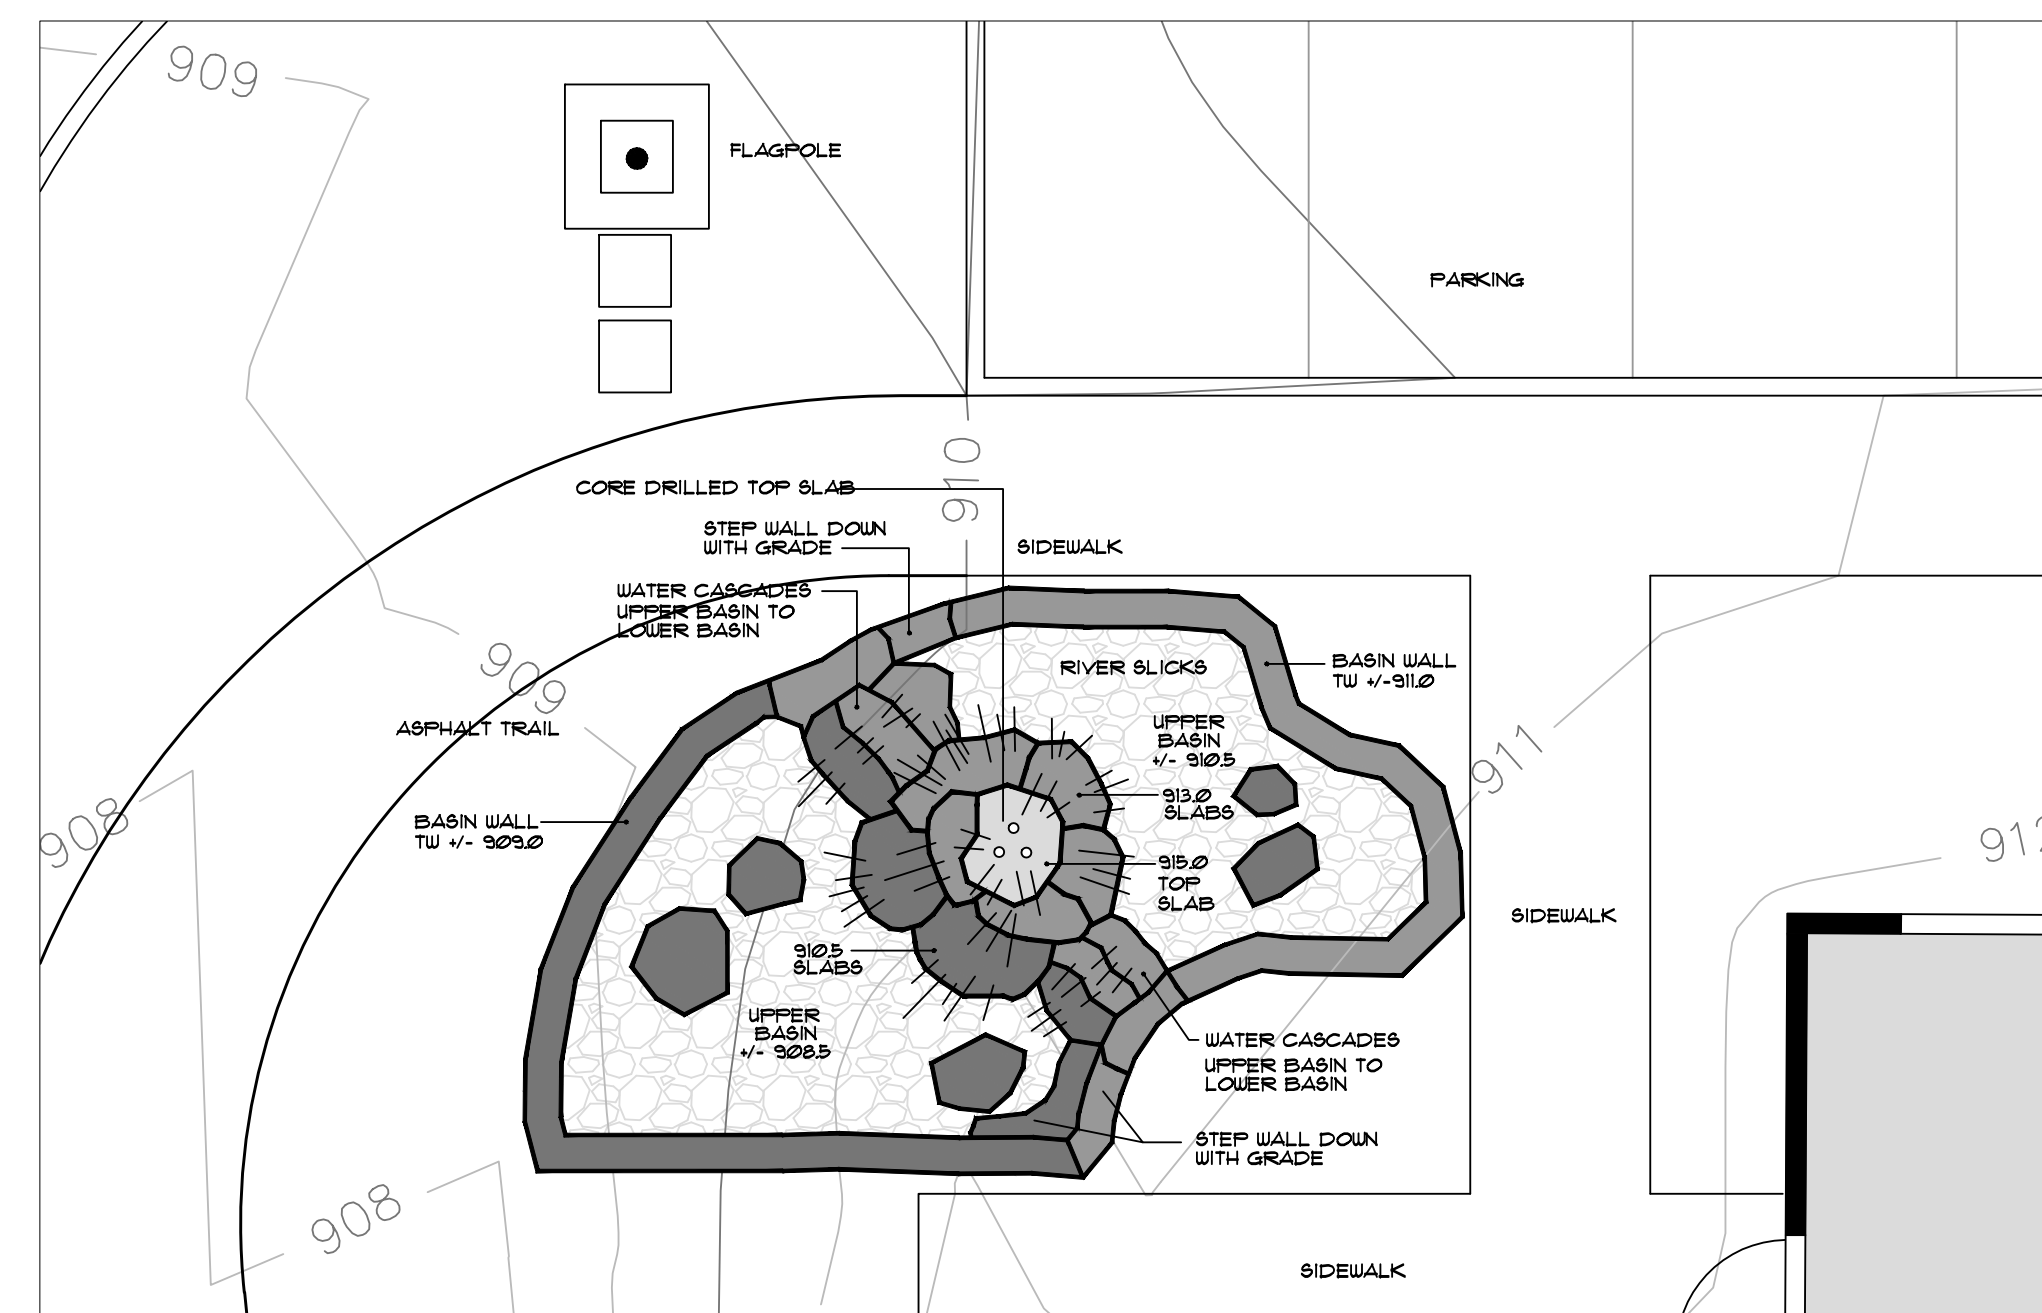 909
FLAGPOLE
PARKING
910
CORE DRILLED TOP SLAB
STEP WALL DOWN
WITH GRADE
SIDEWALK
WATER CASCADES
UPPER BASIN TO
LOWER BASIN
909
RIVER SLICKS
BASIN WALL
TW +/-911.0
ASPHALT TRAIL
UPPER
BASIN
+/- 910.5
911
908
BASIN WALL
TW +/- 909.0
913.0
SLABS
912
915.0
TOP
SLAB
SIDEWALK
910.5
SLABS
UPPER
BASIN
+/- 908.5
WATER CASCADES
UPPER BASIN TO
LOWER BASIN
STEP WALL DOWN
WITH GRADE
908
SIDEWALK